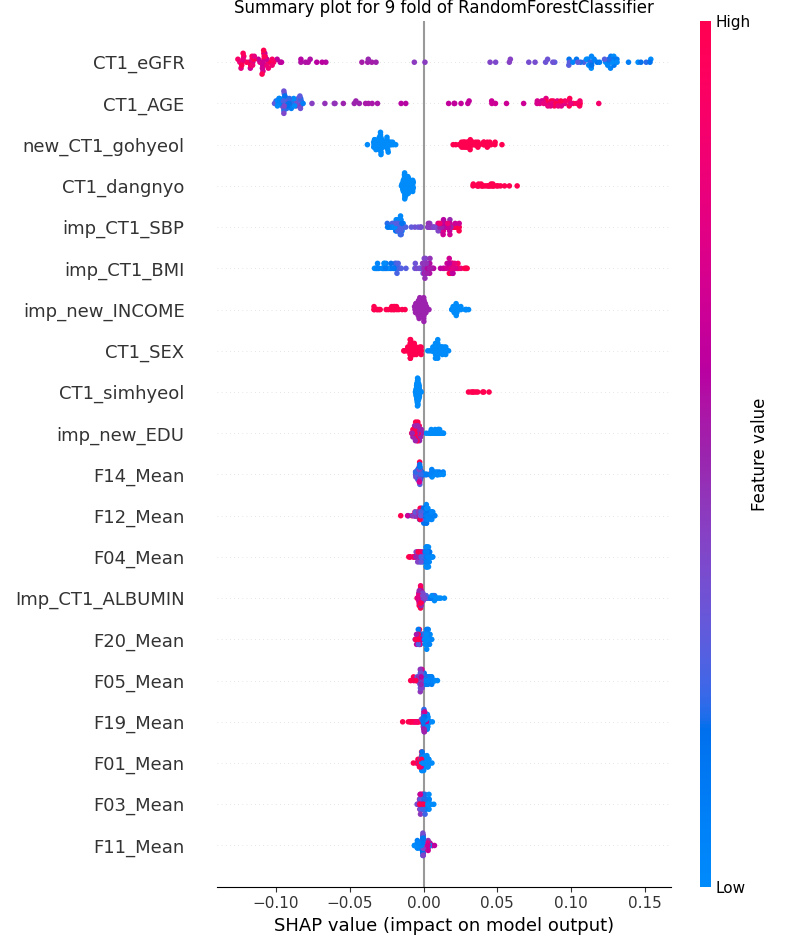 Summary plot for 9 fold of RandomForestClassifier
High
CT1_eGFR
CT1_AGE
new_CT1_gohyeol
CT1_dangnyo
imp_CT1_SBP
imp_CT1_BMI
imp_new_INCOME
CT1_SEX
CT1_simhyeol
imp_new_EDU
F14_Mean
F12_Mean
F04_Mean
Imp_CT1_ALBUMIN
F20_Mean
F05_Mean
F19_Mean
F01_Mean
F03_Mean
F11_Mean
Feature value
Low
−0.10 −0.05 0.00 0.05 0.10 0.15
SHAP value (impact on model output)